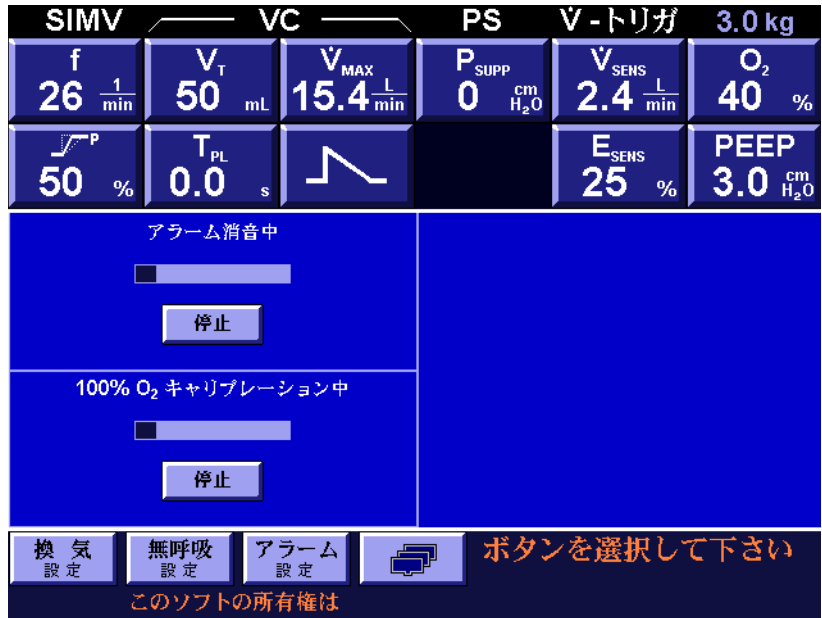 SIMV VC PS V̇ -トリガ 3.0 kg
f VT V̇MAX PSUPP V̇SENS O2
26 1/min 50 mL 15.4 L/min 0 cm H2O 2.4 L/min 40 %
P TPL ESENS PEEP
50 % 0.0 s 25 % 3.0 cm H2O
アラーム消音中
停止
100% O2 キャリブレーション中
停止
換 気 無呼吸 アラーム ボタンを選択して下さい
設 定 設 定 設 定
このソフトの所有権は